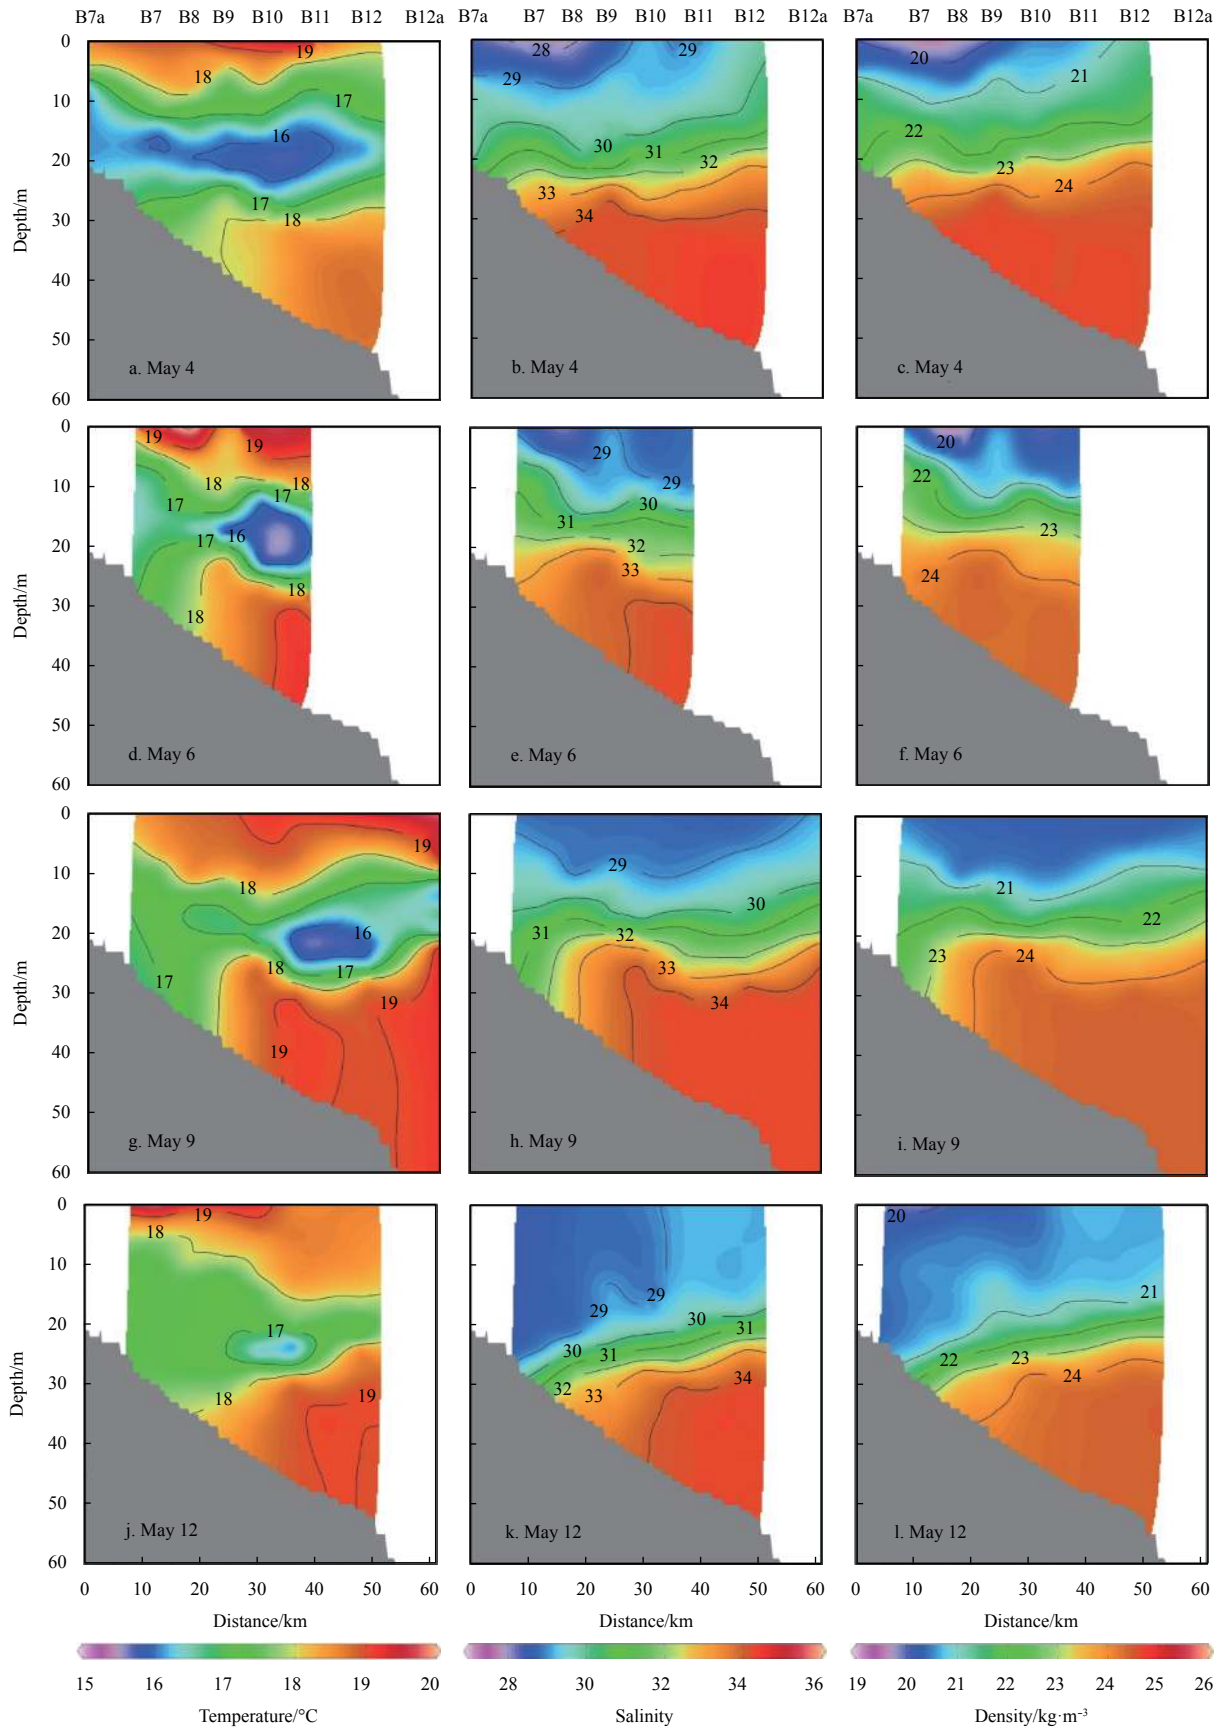 B7a B7 B8 B9 B10 B11 B12 B12a B7 B8 B9 B10 B11 B12 B12a B7a B7 B8 B9 B10 B11 B12 B12a
0 10 20 30 40 50 60
Depth/m
19 18 17 16 17 18
a. May 4
28 29 29 30 31 32 33 34
b. May 4
20 21 22 23 24
c. May 4
0 10 20 30 40 50 60
Depth/m
19 19 18 18 17 17 17 16 18 18
d. May 6
29 29 30 31 32 33
e. May 6
20 22 23 24
f. May 6
0 10 20 30 40 50 60
Depth/m
19 18 16 18 17 17 19 19
g. May 9
29 30 31 32 33 34
h. May 9
21 22 23 24
i. May 9
0 10 20 30 40 50 60
Depth/m
19 18 17 18 19
j. May 12
29 29 30 31 30 31 32 33 34
k. May 12
20 21 22 23 24
l. May 12
0 10 20 30 40 50 60 0 10 20 30 40 50 60 0 10 20 30 40 50 60
Distance/km Distance/km Distance/km
15 16 17 18 19 20 28 30 32 34 36 19 20 21 22 23 24 25 26
Temperature/°C Salinity Density/kg·m⁻³